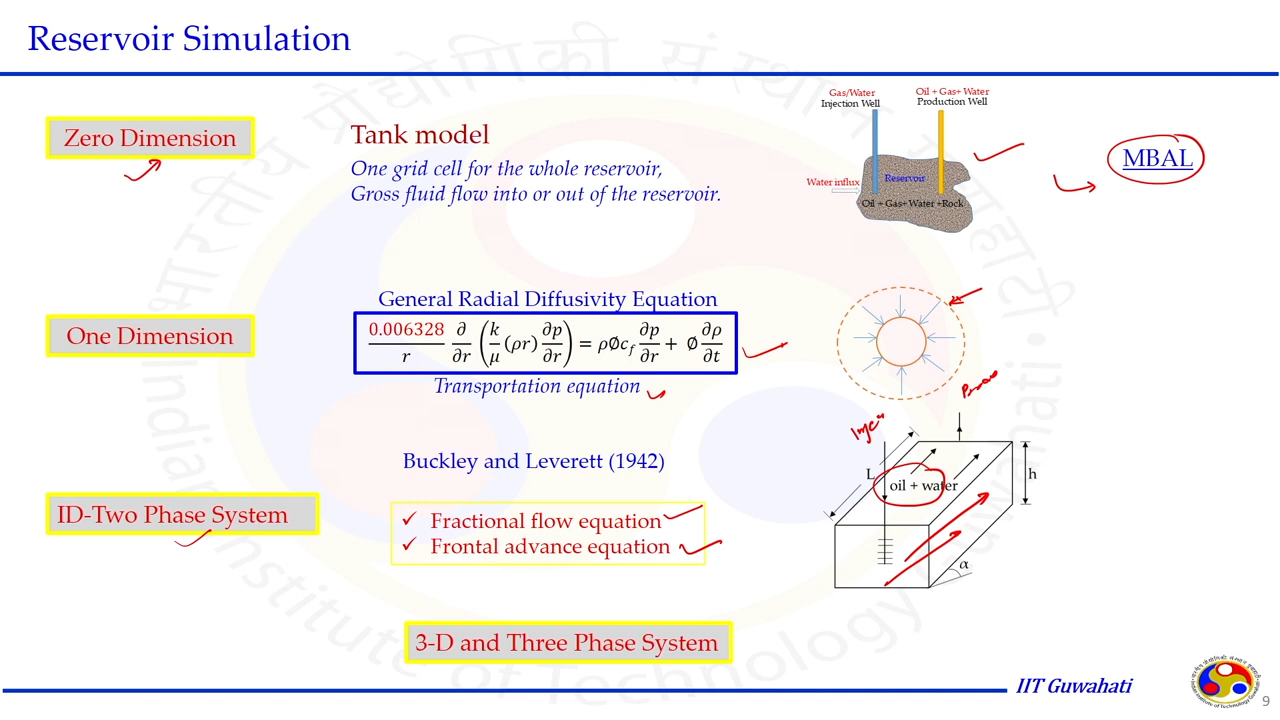 Reservoir Simulation
Zero Dimension
Tank model
One grid cell for the whole reservoir,
Gross fluid flow into or out of the reservoir.
Gas/Water
Injection Well
Oil + Gas+ Water
Production Well
Water influx
Reservoir
Oil + Gas+ Water +Rock
MBAL
One Dimension
General Radial Diffusivity Equation
0.006328/r ∂/∂r (k/μ (ρr) ∂p/∂r) = ρ∅c_f ∂p/∂r + ∅ ∂ρ/∂t
Transportation equation
ID-Two Phase System
Buckley and Leverett (1942)
✓ Fractional flow equation
✓ Frontal advance equation
L
oil + water
h
α
3-D and Three Phase System
IIT Guwahati
9